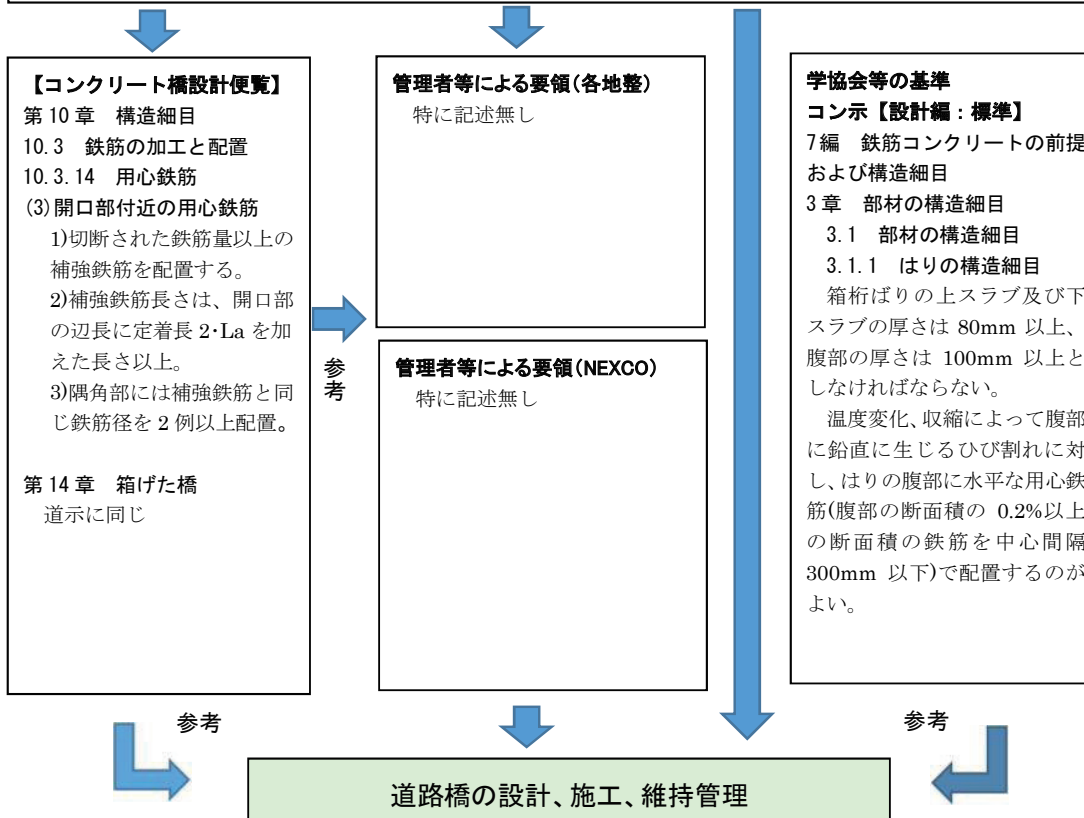 【コンクリート橋設計便覧】
第 10 章　構造細目
10.3　鉄筋の加工と配置
10.3.14　用心鉄筋
(3)開口部付近の用心鉄筋
1)切断された鉄筋量以上の
補強鉄筋を配置する。
2)補強鉄筋長さは、開口部
の辺長に定着長 2・La を加
えた長さ以上。
3)隅角部には補強鉄筋と同
じ鉄筋径を 2 例以上配置。
第 14 章　箱げた橋
道示に同じ
参考
管理者等による要領(各地整)
特に記述無し
管理者等による要領(NEXCO)
特に記述無し
学協会等の基準
コン示【設計編：標準】
7編　鉄筋コンクリートの前提
および構造細目
3 章　部材の構造細目
3.1　部材の構造細目
3.1.1　はりの構造細目
箱桁ばりの上スラブ及び下
スラブの厚さは 80mm 以上、
腹部の厚さは 100mm 以上と
しなければならない。
温度変化、収縮によって腹部
に鉛直に生じるひび割れに対
し、はりの腹部に水平な用心鉄
筋(腹部の断面積の 0.2%以上
の断面積の鉄筋を中心間隔
300mm 以下)で配置するのが
よい。
参考
参考
道路橋の設計、施工、維持管理